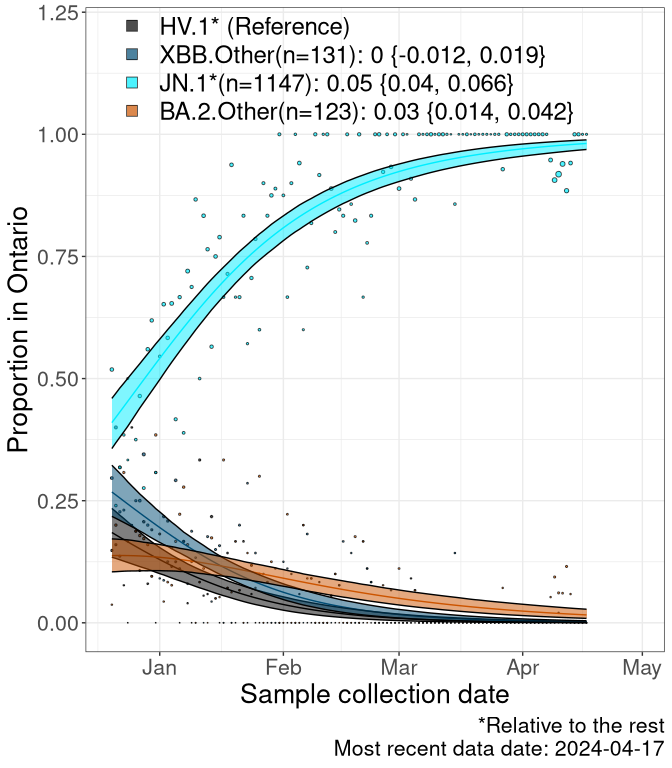 HV.1* (Reference)
XBB.Other(n=131): 0 {-0.012, 0.019}
JN.1*(n=1147): 0.05 {0.04, 0.066}
BA.2.Other(n=123): 0.03 {0.014, 0.042}
1.25
1.00
0.75
0.50
0.25
0.00
Proportion in Ontario
Jan Feb Mar Apr May
Sample collection date
*Relative to the rest
Most recent data date: 2024-04-17